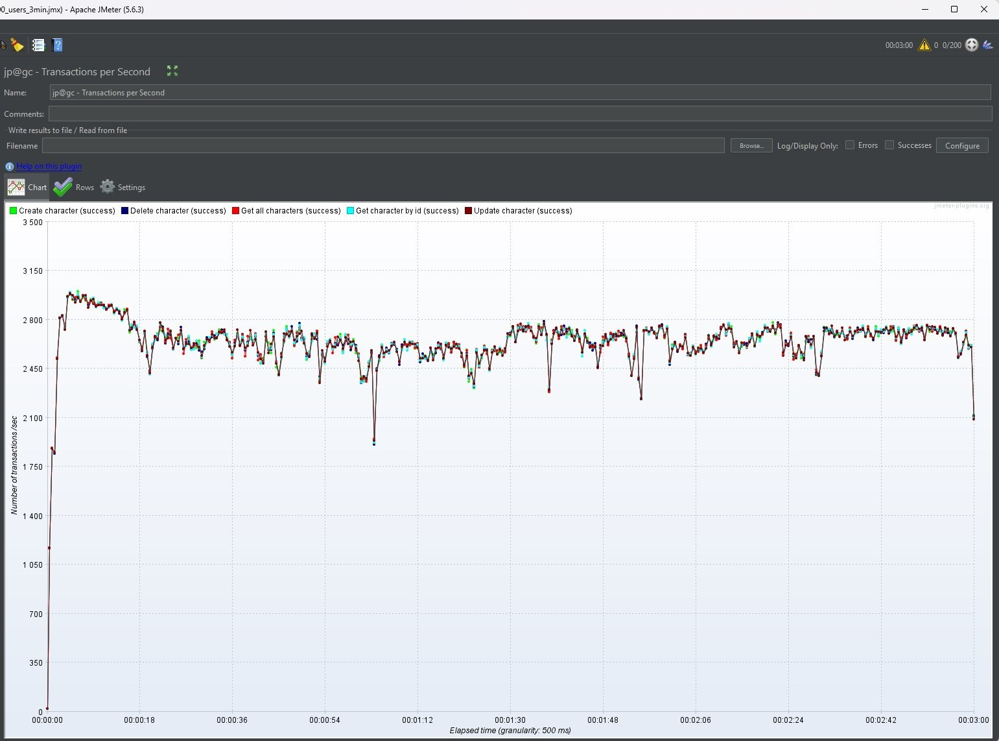 00_users_3min.jmx) - Apache JMeter (5.6.3)
00:03:00 0 0/200
jp@gc - Transactions per Second
Name: jp@gc - Transactions per Second
Comments:
Write results to file / Read from file
Filename Browse... Log/Display Only: Errors Successes Configure
Help on this plugin
Chart Rows Settings
jmeter-plugins.org
Create character (success) Delete character (success) Get all characters (success) Get character by id (success) Update character (success)
3 500
3 150
2 800
2 450
2 100
1 750
1 400
1 050
700
350
0
Number of transactions /sec
00:00:00 00:00:18 00:00:36 00:00:54 00:01:12 00:01:30 00:01:48 00:02:06 00:02:24 00:02:42 00:03:00
Elapsed time (granularity: 500 ms)